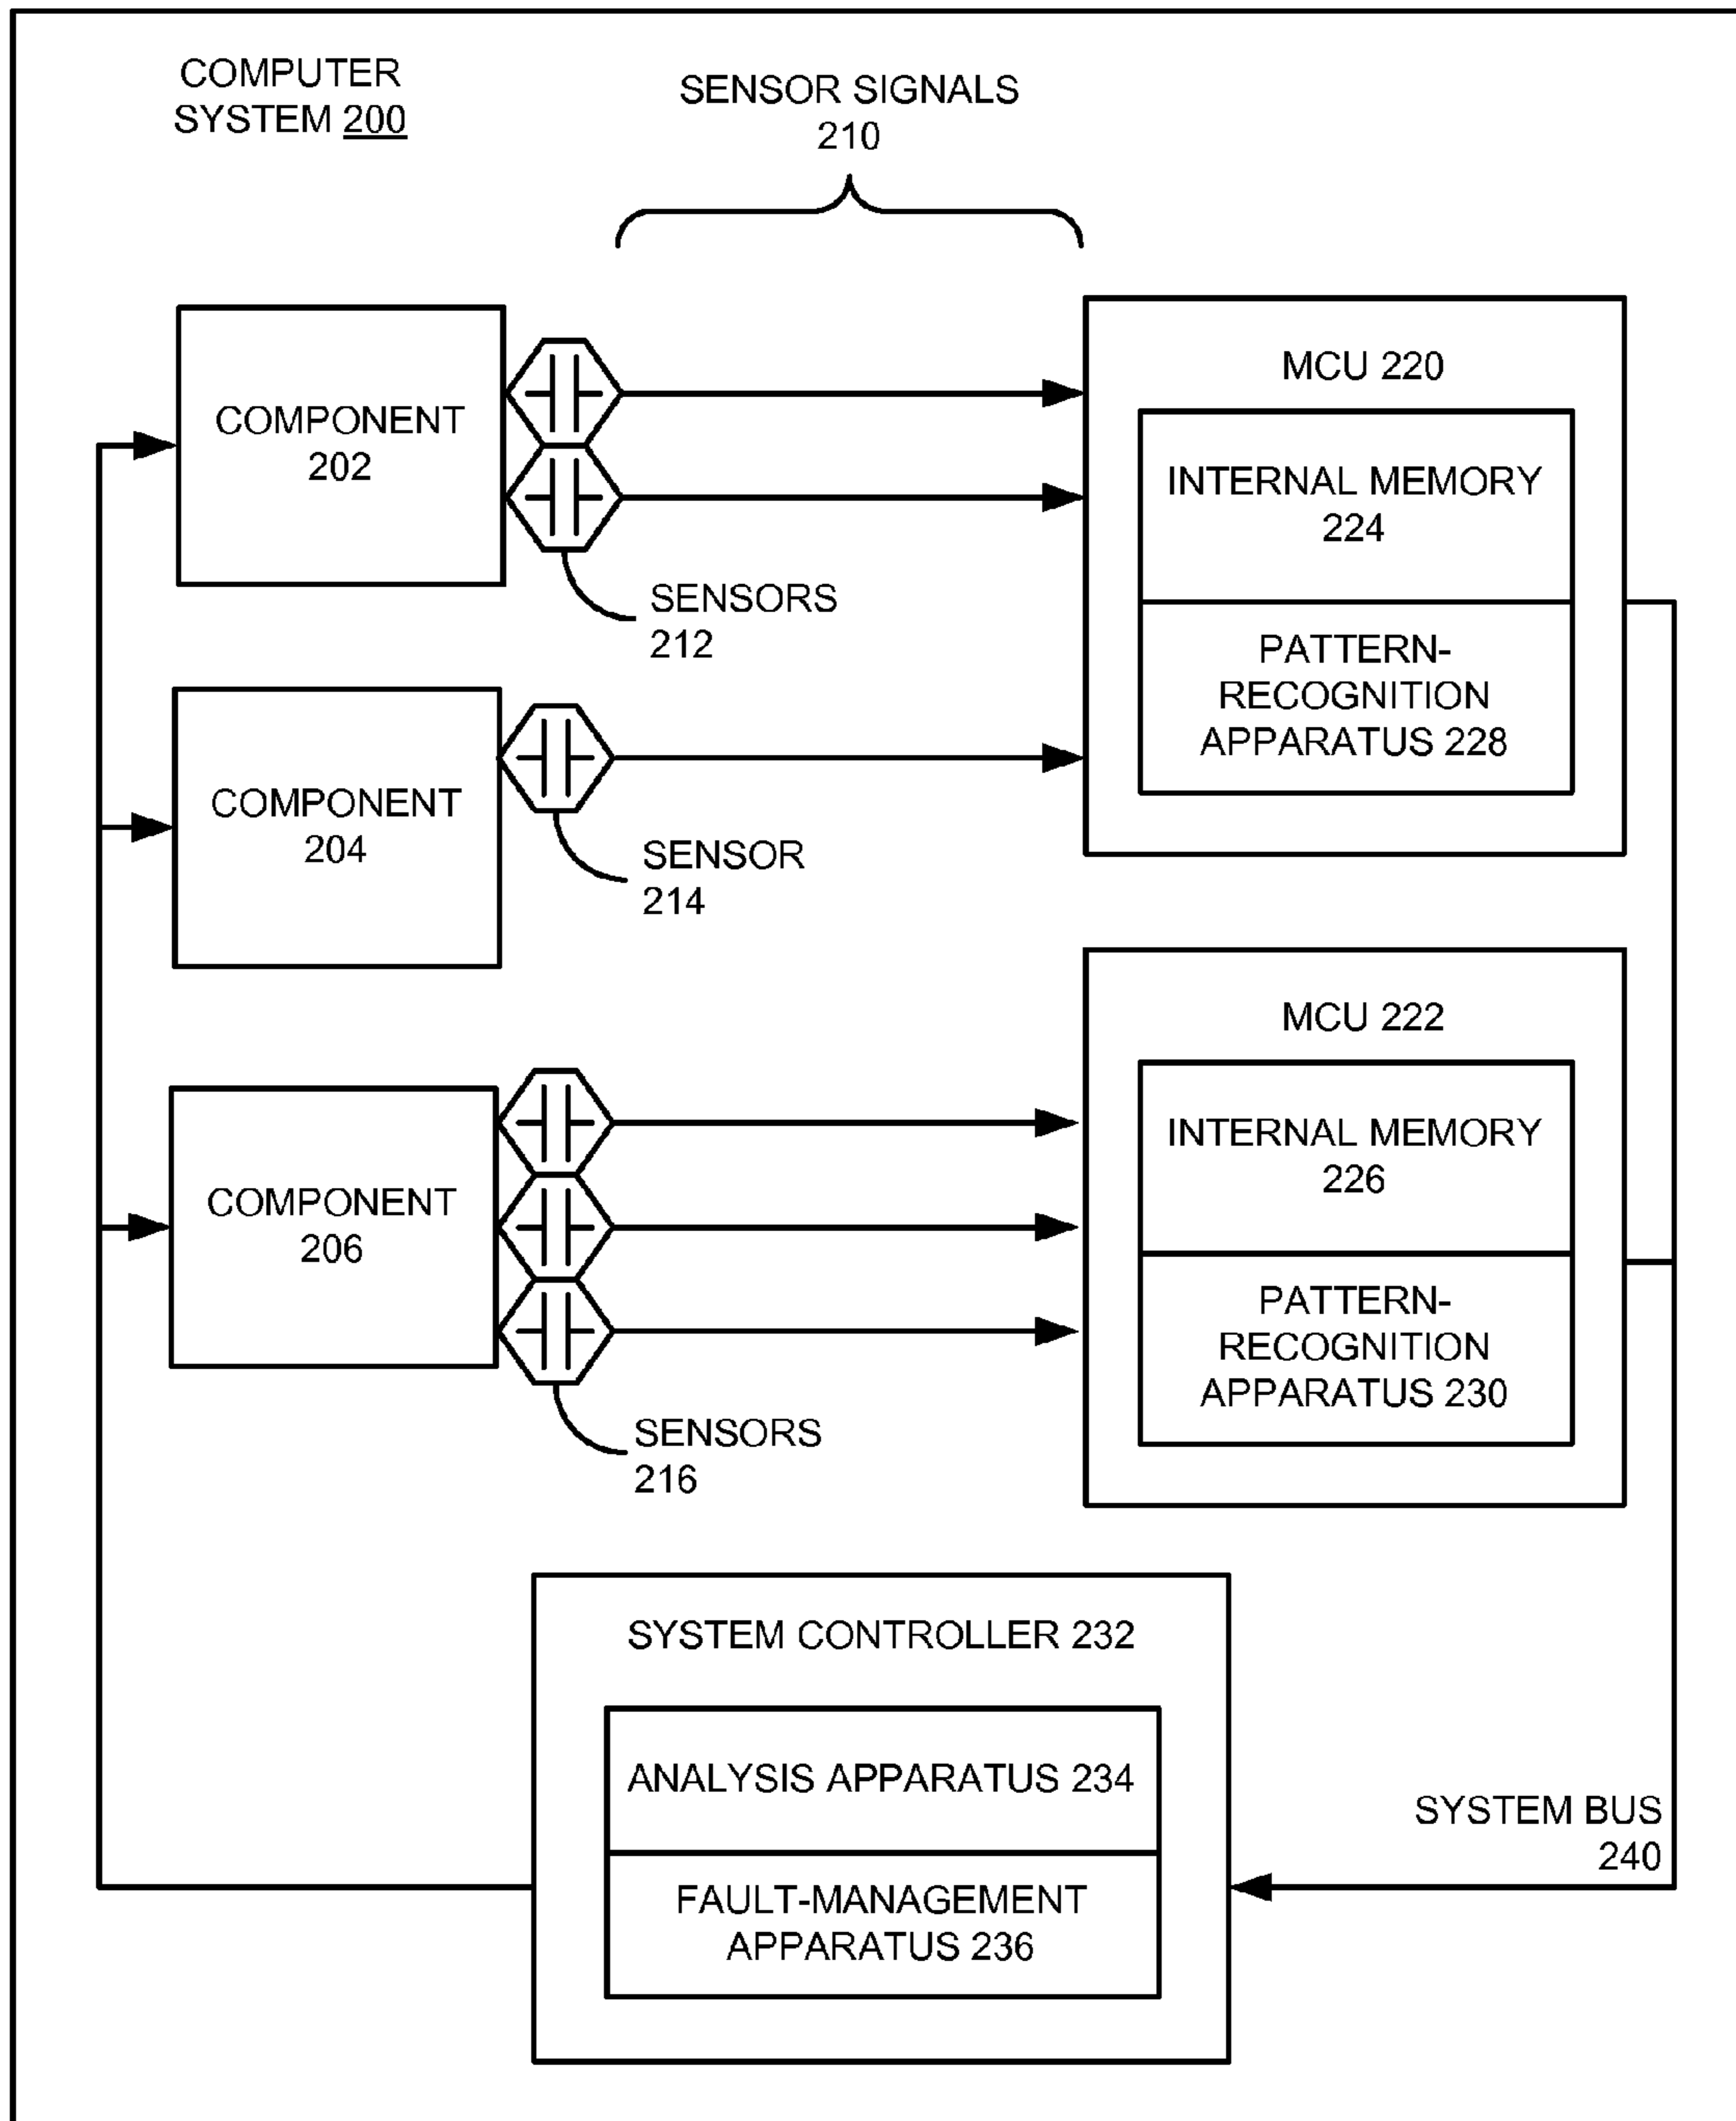 COMPUTER
SYSTEM 200
SENSOR SIGNALS
210
COMPONENT
202
SENSORS
212
MCU 220
INTERNAL MEMORY
224
PATTERN-
RECOGNITION
APPARATUS 228
COMPONENT
204
SENSOR
214
COMPONENT
206
SENSORS
216
MCU 222
INTERNAL MEMORY
226
PATTERN-
RECOGNITION
APPARATUS 230
SYSTEM CONTROLLER 232
ANALYSIS APPARATUS 234
FAULT-MANAGEMENT
APPARATUS 236
SYSTEM BUS
240